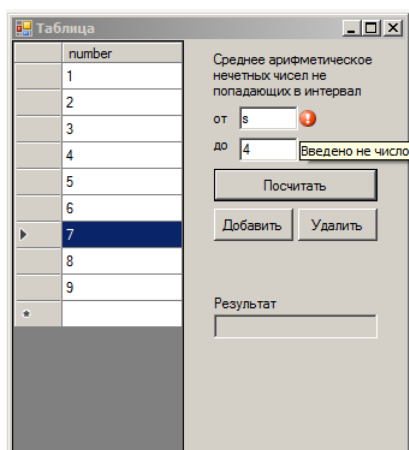 Таблица
number
1
2
3
4
5
6
7
8
9
Среднее арифметическое
нечетных чисел не
попадающих в интервал
от s
до 4
Введено не число
Посчитать
Добавить Удалить
Результат